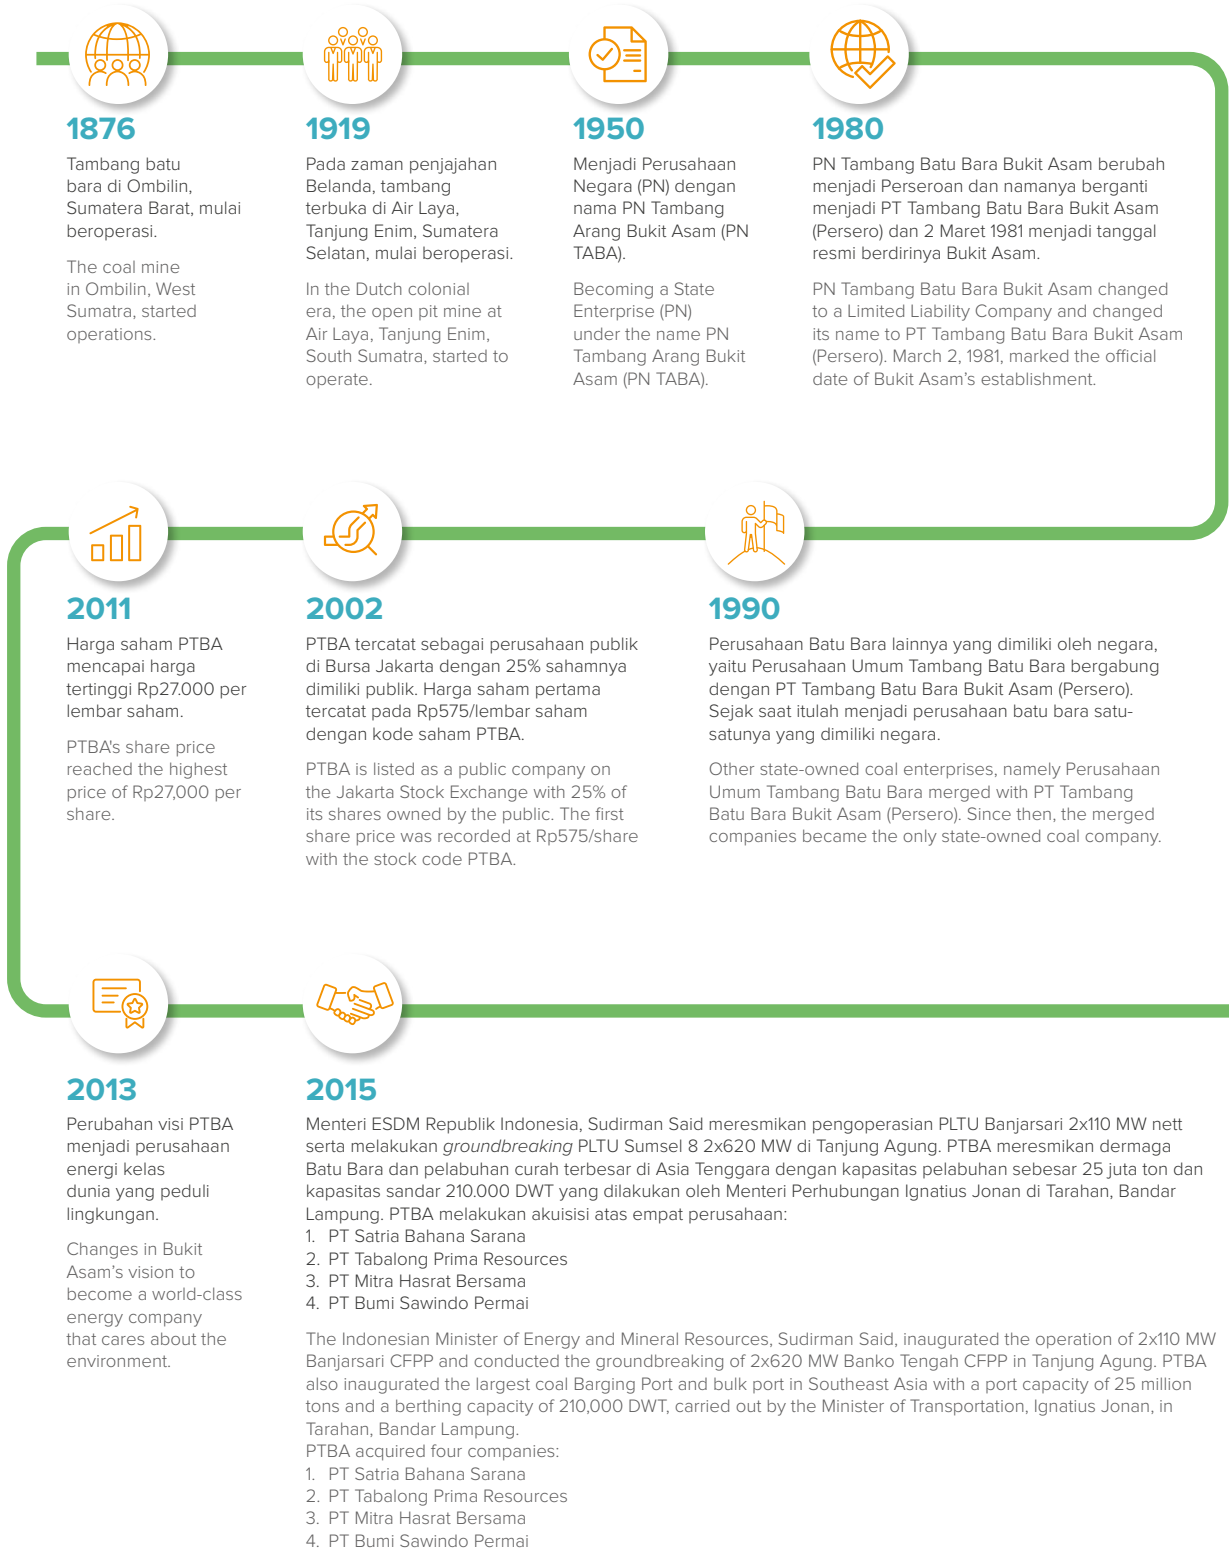 1876
Tambang batu
bara di Ombilin,
Sumatera Barat, mulai
beroperasi.
The coal mine
in Ombilin, West
Sumatra, started
operations.
1919
Pada zaman penjajahan
Belanda, tambang
terbuka di Air Laya,
Tanjung Enim, Sumatera
Selatan, mulai beroperasi.
In the Dutch colonial
era, the open pit mine at
Air Laya, Tanjung Enim,
South Sumatra, started to
operate.
1950
Menjadi Perusahaan
Negara (PN) dengan
nama PN Tambang
Arang Bukit Asam (PN
TABA).
Becoming a State
Enterprise (PN)
under the name PN
Tambang Arang Bukit
Asam (PN TABA).
1980
PN Tambang Batu Bara Bukit Asam berubah
menjadi Perseroan dan namanya berganti
menjadi PT Tambang Batu Bara Bukit Asam
(Persero) dan 2 Maret 1981 menjadi tanggal
resmi berdirinya Bukit Asam.
PN Tambang Batu Bara Bukit Asam changed
to a Limited Liability Company and changed
its name to PT Tambang Batu Bara Bukit Asam
(Persero). March 2, 1981, marked the official
date of Bukit Asam's establishment.
2011
Harga saham PTBA
mencapai harga
tertinggi Rp27.000 per
lembar saham.
PTBA's share price
reached the highest
price of Rp27,000 per
share.
2002
PTBA tercatat sebagai perusahaan publik
di Bursa Jakarta dengan 25% sahamnya
dimiliki publik. Harga saham pertama
tercatat pada Rp575/lembar saham
dengan kode saham PTBA.
PTBA is listed as a public company on
the Jakarta Stock Exchange with 25% of
its shares owned by the public. The first
share price was recorded at Rp575/share
with the stock code PTBA.
1990
Perusahaan Batu Bara lainnya yang dimiliki oleh negara,
yaitu Perusahaan Umum Tambang Batu Bara bergabung
dengan PT Tambang Batu Bara Bukit Asam (Persero).
Sejak saat itulah menjadi perusahaan batu bara satu-
satunya yang dimiliki negara.
Other state-owned coal enterprises, namely Perusahaan
Umum Tambang Batu Bara merged with PT Tambang
Batu Bara Bukit Asam (Persero). Since then, the merged
companies became the only state-owned coal company.
2013
Perubahan visi PTBA
menjadi perusahaan
energi kelas
dunia yang peduli
lingkungan.
Changes in Bukit
Asam's vision to
become a world-class
energy company
that cares about the
environment.
2015
Menteri ESDM Republik Indonesia, Sudirman Said meresmikan pengoperasian PLTU Banjarsari 2x110 MW nett
serta melakukan groundbreaking PLTU Sumsel 8 2x620 MW di Tanjung Agung. PTBA meresmikan dermaga
Batu Bara dan pelabuhan curah terbesar di Asia Tenggara dengan kapasitas pelabuhan sebesar 25 juta ton dan
kapasitas sandar 210.000 DWT yang dilakukan oleh Menteri Perhubungan Ignatius Jonan di Tarahan, Bandar
Lampung. PTBA melakukan akuisisi atas empat perusahaan:
1. PT Satria Bahana Sarana
2. PT Tabalong Prima Resources
3. PT Mitra Hasrat Bersama
4. PT Bumi Sawindo Permai
The Indonesian Minister of Energy and Mineral Resources, Sudirman Said, inaugurated the operation of 2x110 MW
Banjarsari CFPP and conducted the groundbreaking of 2x620 MW Banko Tengah CFPP in Tanjung Agung. PTBA
also inaugurated the largest coal Barging Port and bulk port in Southeast Asia with a port capacity of 25 million
tons and a berthing capacity of 210,000 DWT, carried out by the Minister of Transportation, Ignatius Jonan, in
Tarahan, Bandar Lampung.
PTBA acquired four companies:
1. PT Satria Bahana Sarana
2. PT Tabalong Prima Resources
3. PT Mitra Hasrat Bersama
4. PT Bumi Sawindo Permai